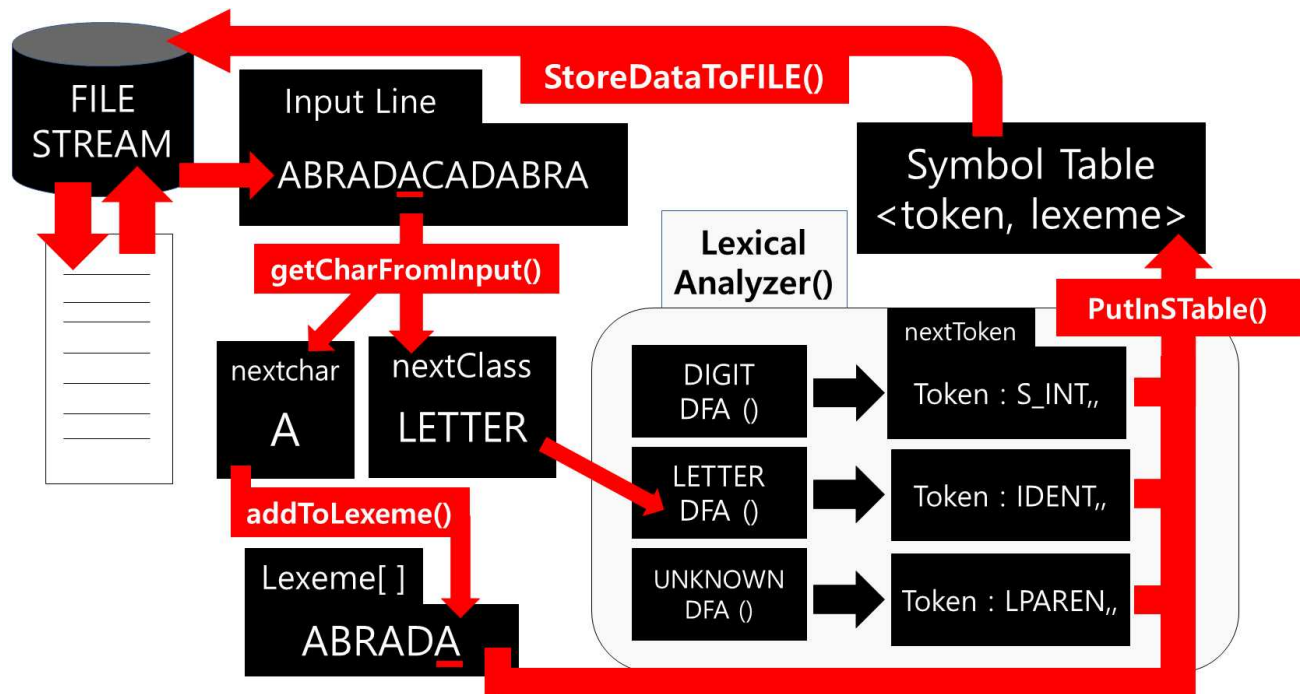 StoreDataToFILE()
FILE
STREAM
Input Line
ABRADACADABRA
Symbol Table
<token, lexeme>
Lexical
Analyzer()
getCharFromInput()
PutInSTable()
nextchar
A
nextClass
LETTER
nextToken
DIGIT
DFA ()
Token : S_INT,,
LETTER
DFA ()
Token : IDENT,,
addToLexeme()
UNKNOWN
DFA ()
Token : LPAREN,,
Lexeme[ ]
ABRADA